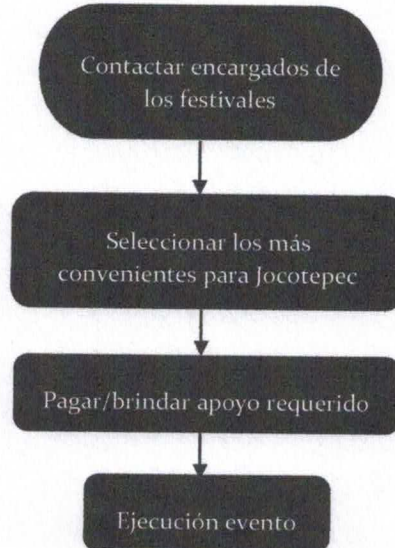 Contactar encargados de
los festivales
Seleccionar los más
convenientes para Jocotepec
Pagar/brindar apoyo requerido
Ejecución evento